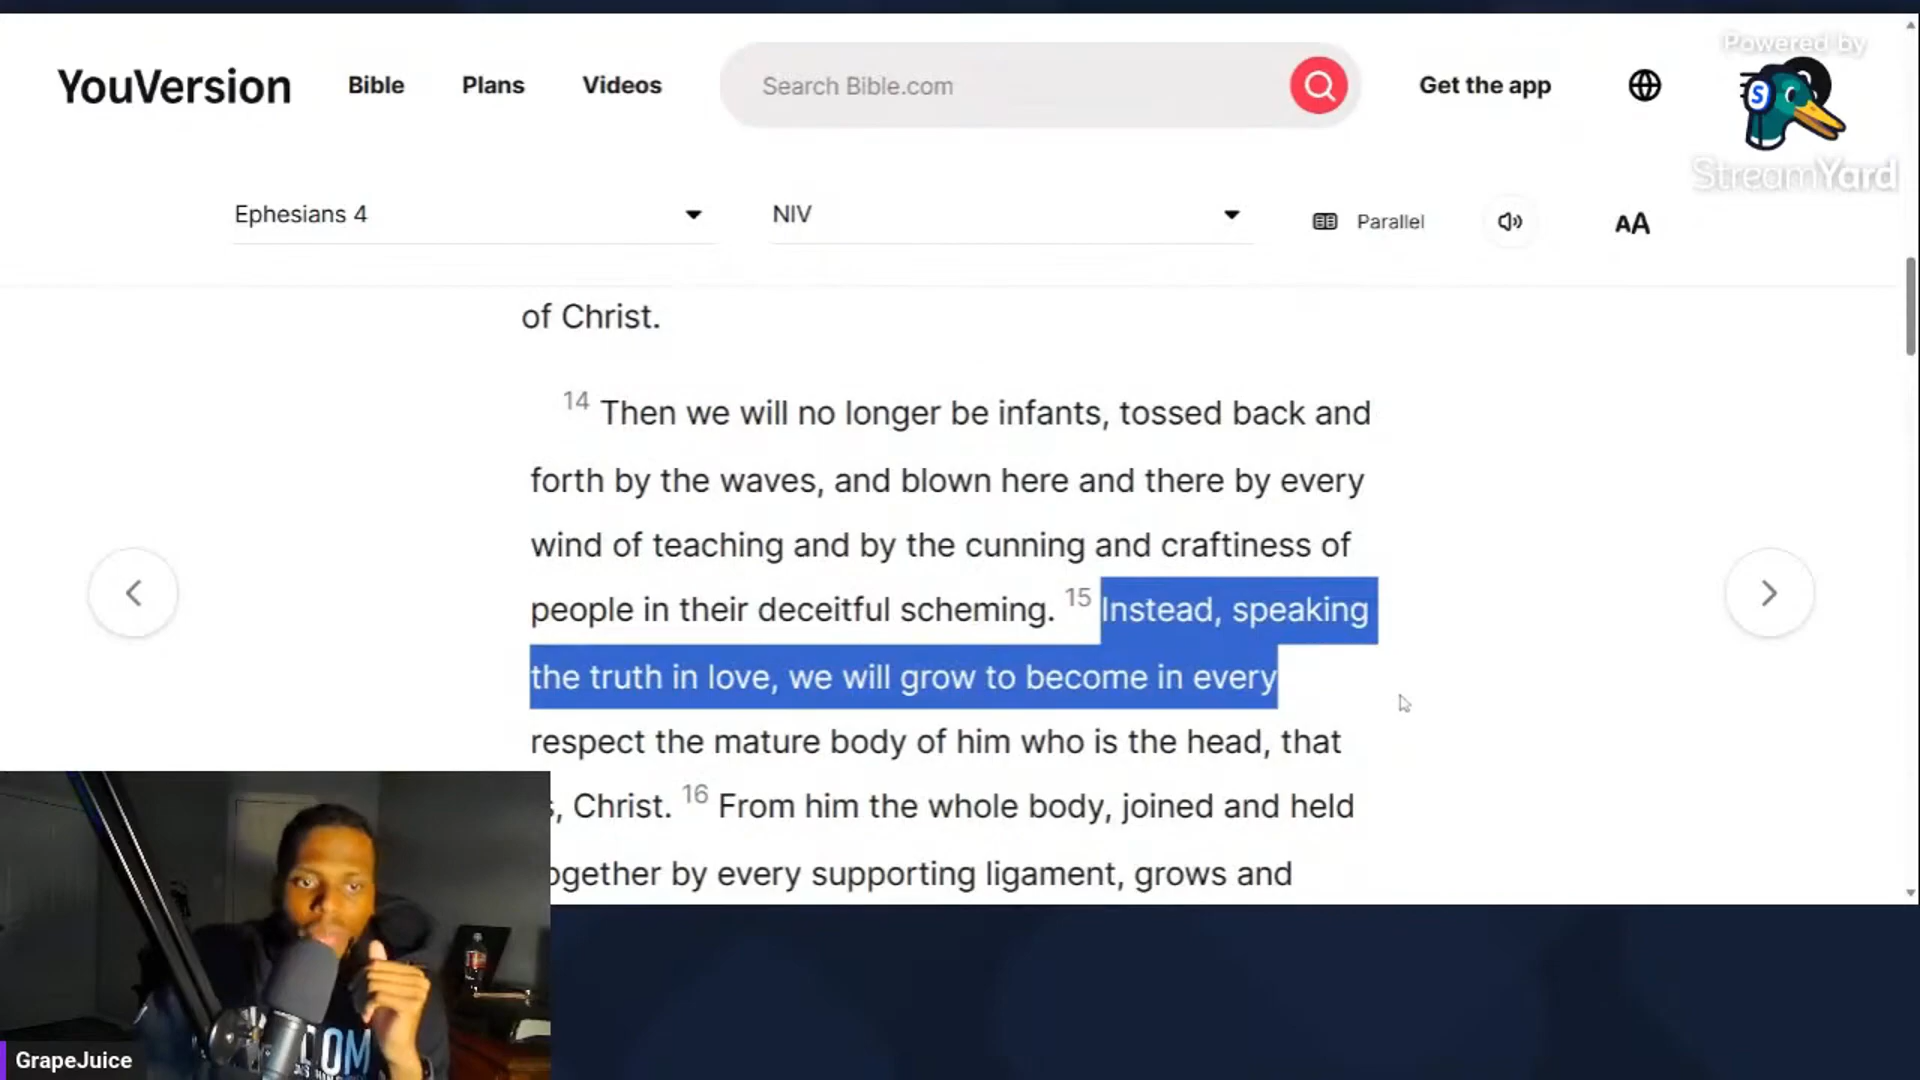 Powered by
YouVersion Bible Plans Videos Search Bible.com Get the app
S
StreamYard
Ephesians 4 NIV Parallel AA
of Christ.
14 Then we will no longer be infants, tossed back and
forth by the waves, and blown here and there by every
wind of teaching and by the cunning and craftiness of
people in their deceitful scheming. 15 Instead, speaking
the truth in love, we will grow to become in every
respect the mature body of him who is the head, that
s, Christ. 16 From him the whole body, joined and held
ogether by every supporting ligament, grows and
GrapeJuice